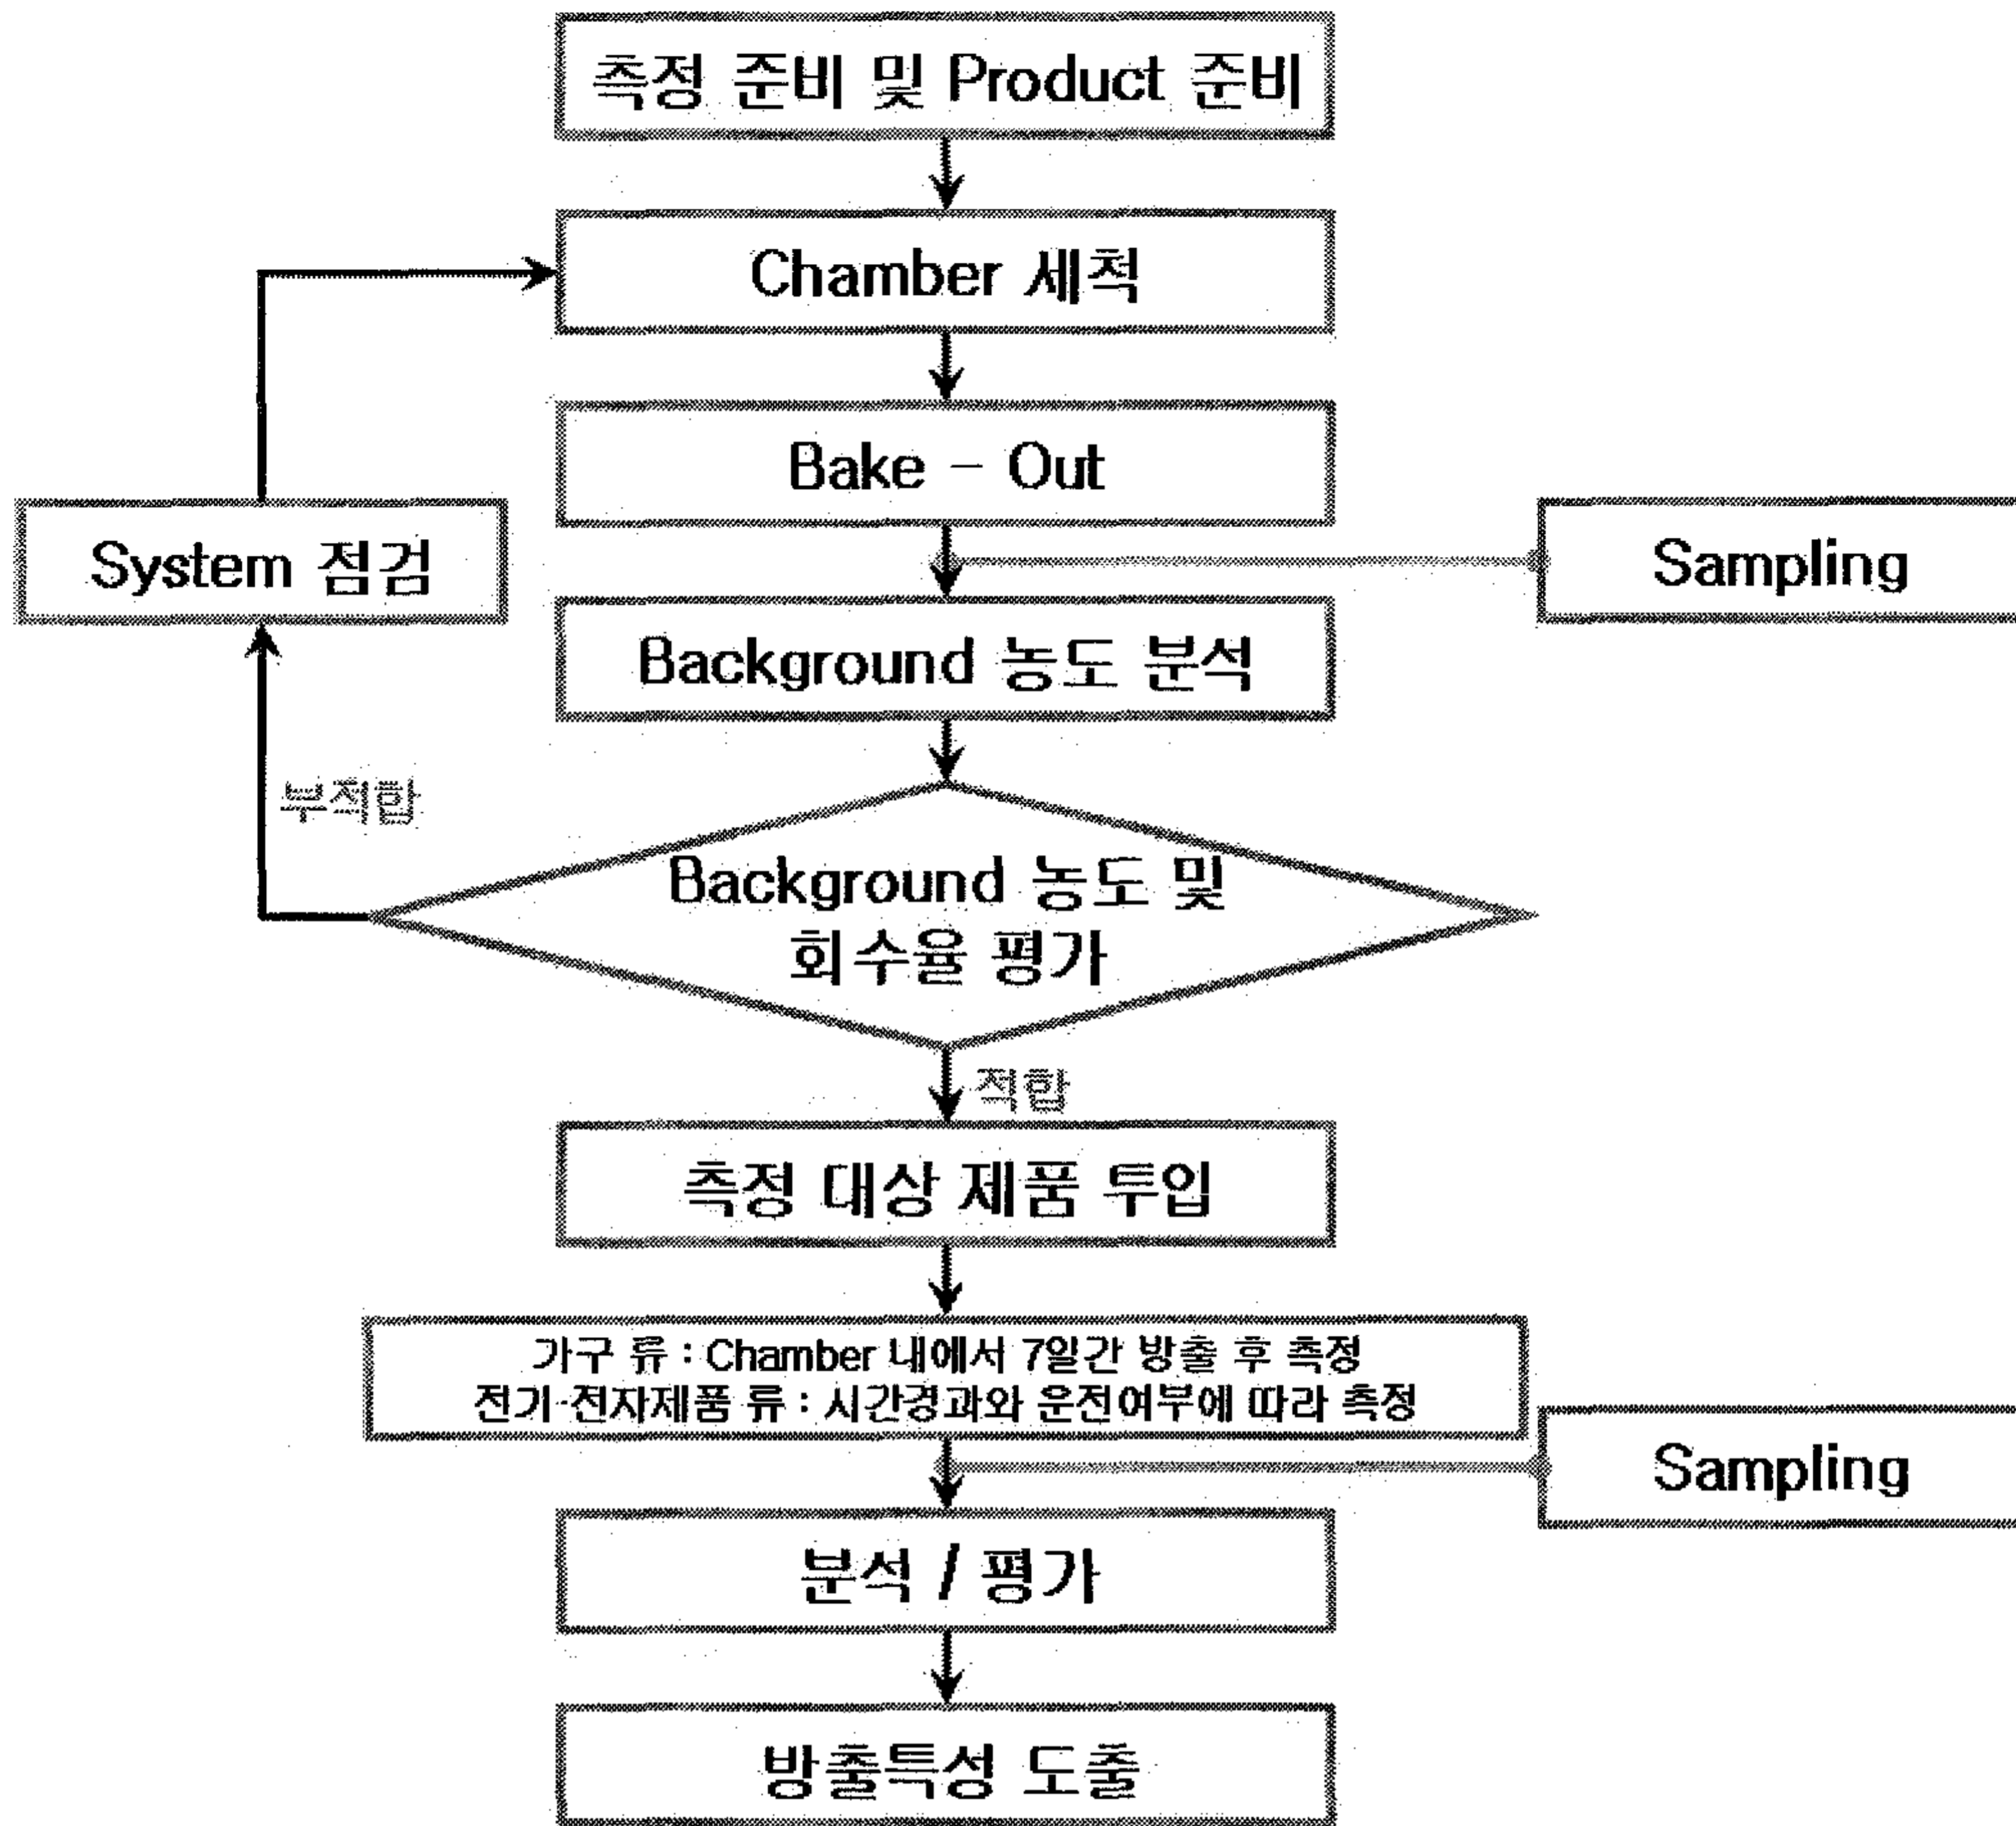 측정 준비 및 Product 준비
Chamber 세척
Bake - Out
System 점검
Sampling
Background 농도 분석
부적합
Background 농도 및
회수율 평가
적합
측정 대상 제품 투입
가구 류 : Chamber 내에서 7일간 방출 후 측정
전기·전자제품 류 : 시간경과와 운전여부에 따라 측정
Sampling
분석 / 평가
방출특성 도출